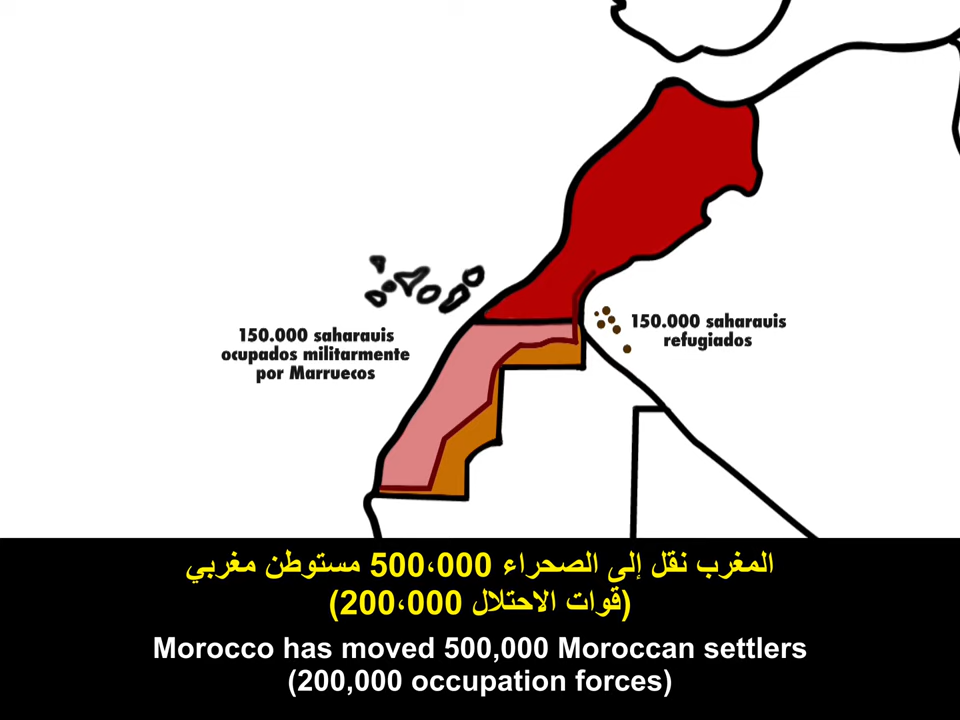 150.000 saharauis
ocupados militarmente
por Marruecos
150.000 saharauis
refugiados
المغرب نقل إلى الصحراء 500،000 مستوطن مغربي
(قوات الاحتلال 200،000)
Morocco has moved 500,000 Moroccan settlers
(200,000 occupation forces)